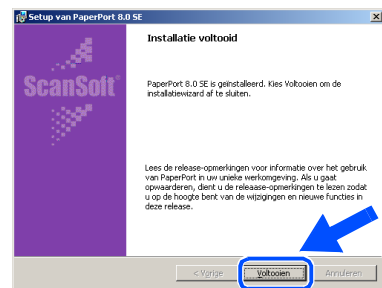 Setup van PaperPort 8.0 SE
Installatie voltooid
ScanSoft®
PaperPort 8.0 SE is geïnstalleerd. Kies Voltooien om de
installatiewizard af te sluiten.
Lees de release-opmerkingen voor informatie over het gebruik
van PaperPort in uw unieke werkomgeving. Als u gaat
opwaarderen, dient u de releaase-opmerkingen te lezen zodat
u op de hoogte bent van de wijzigingen en nieuwe functies in
deze release.
< Vorige Voltooien Annuleren